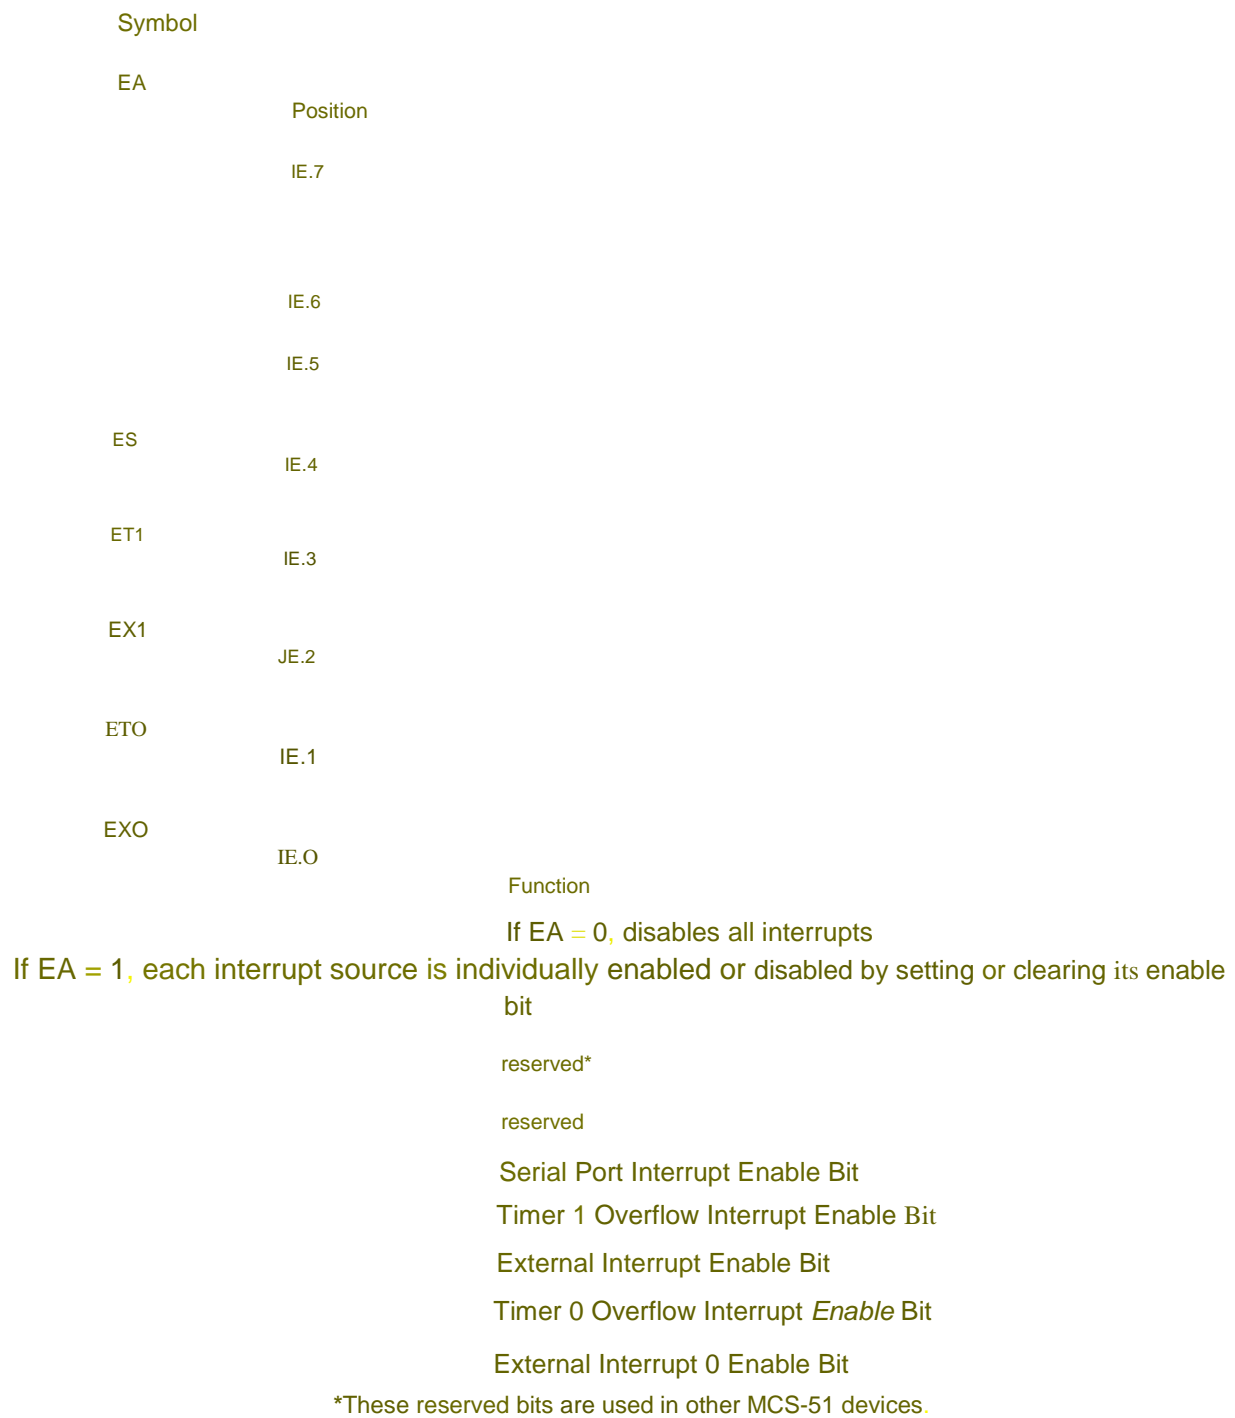 Symbol
EA
Position
IE.7
IE.6
IE.5
ES
IE.4
ET1
IE.3
EX1
JE.2
ETO
IE.1
EXO
IE.O
Function
If EA = 0, disables all interrupts
If EA = 1, each interrupt source is individually enabled or disabled by setting or clearing its enable
bit
reserved*
reserved
Serial Port Interrupt Enable Bit
Timer 1 Overflow Interrupt Enable Bit
External Interrupt Enable Bit
Timer 0 Overflow Interrupt Enable Bit
External Interrupt 0 Enable Bit
*These reserved bits are used in other MCS-51 devices.